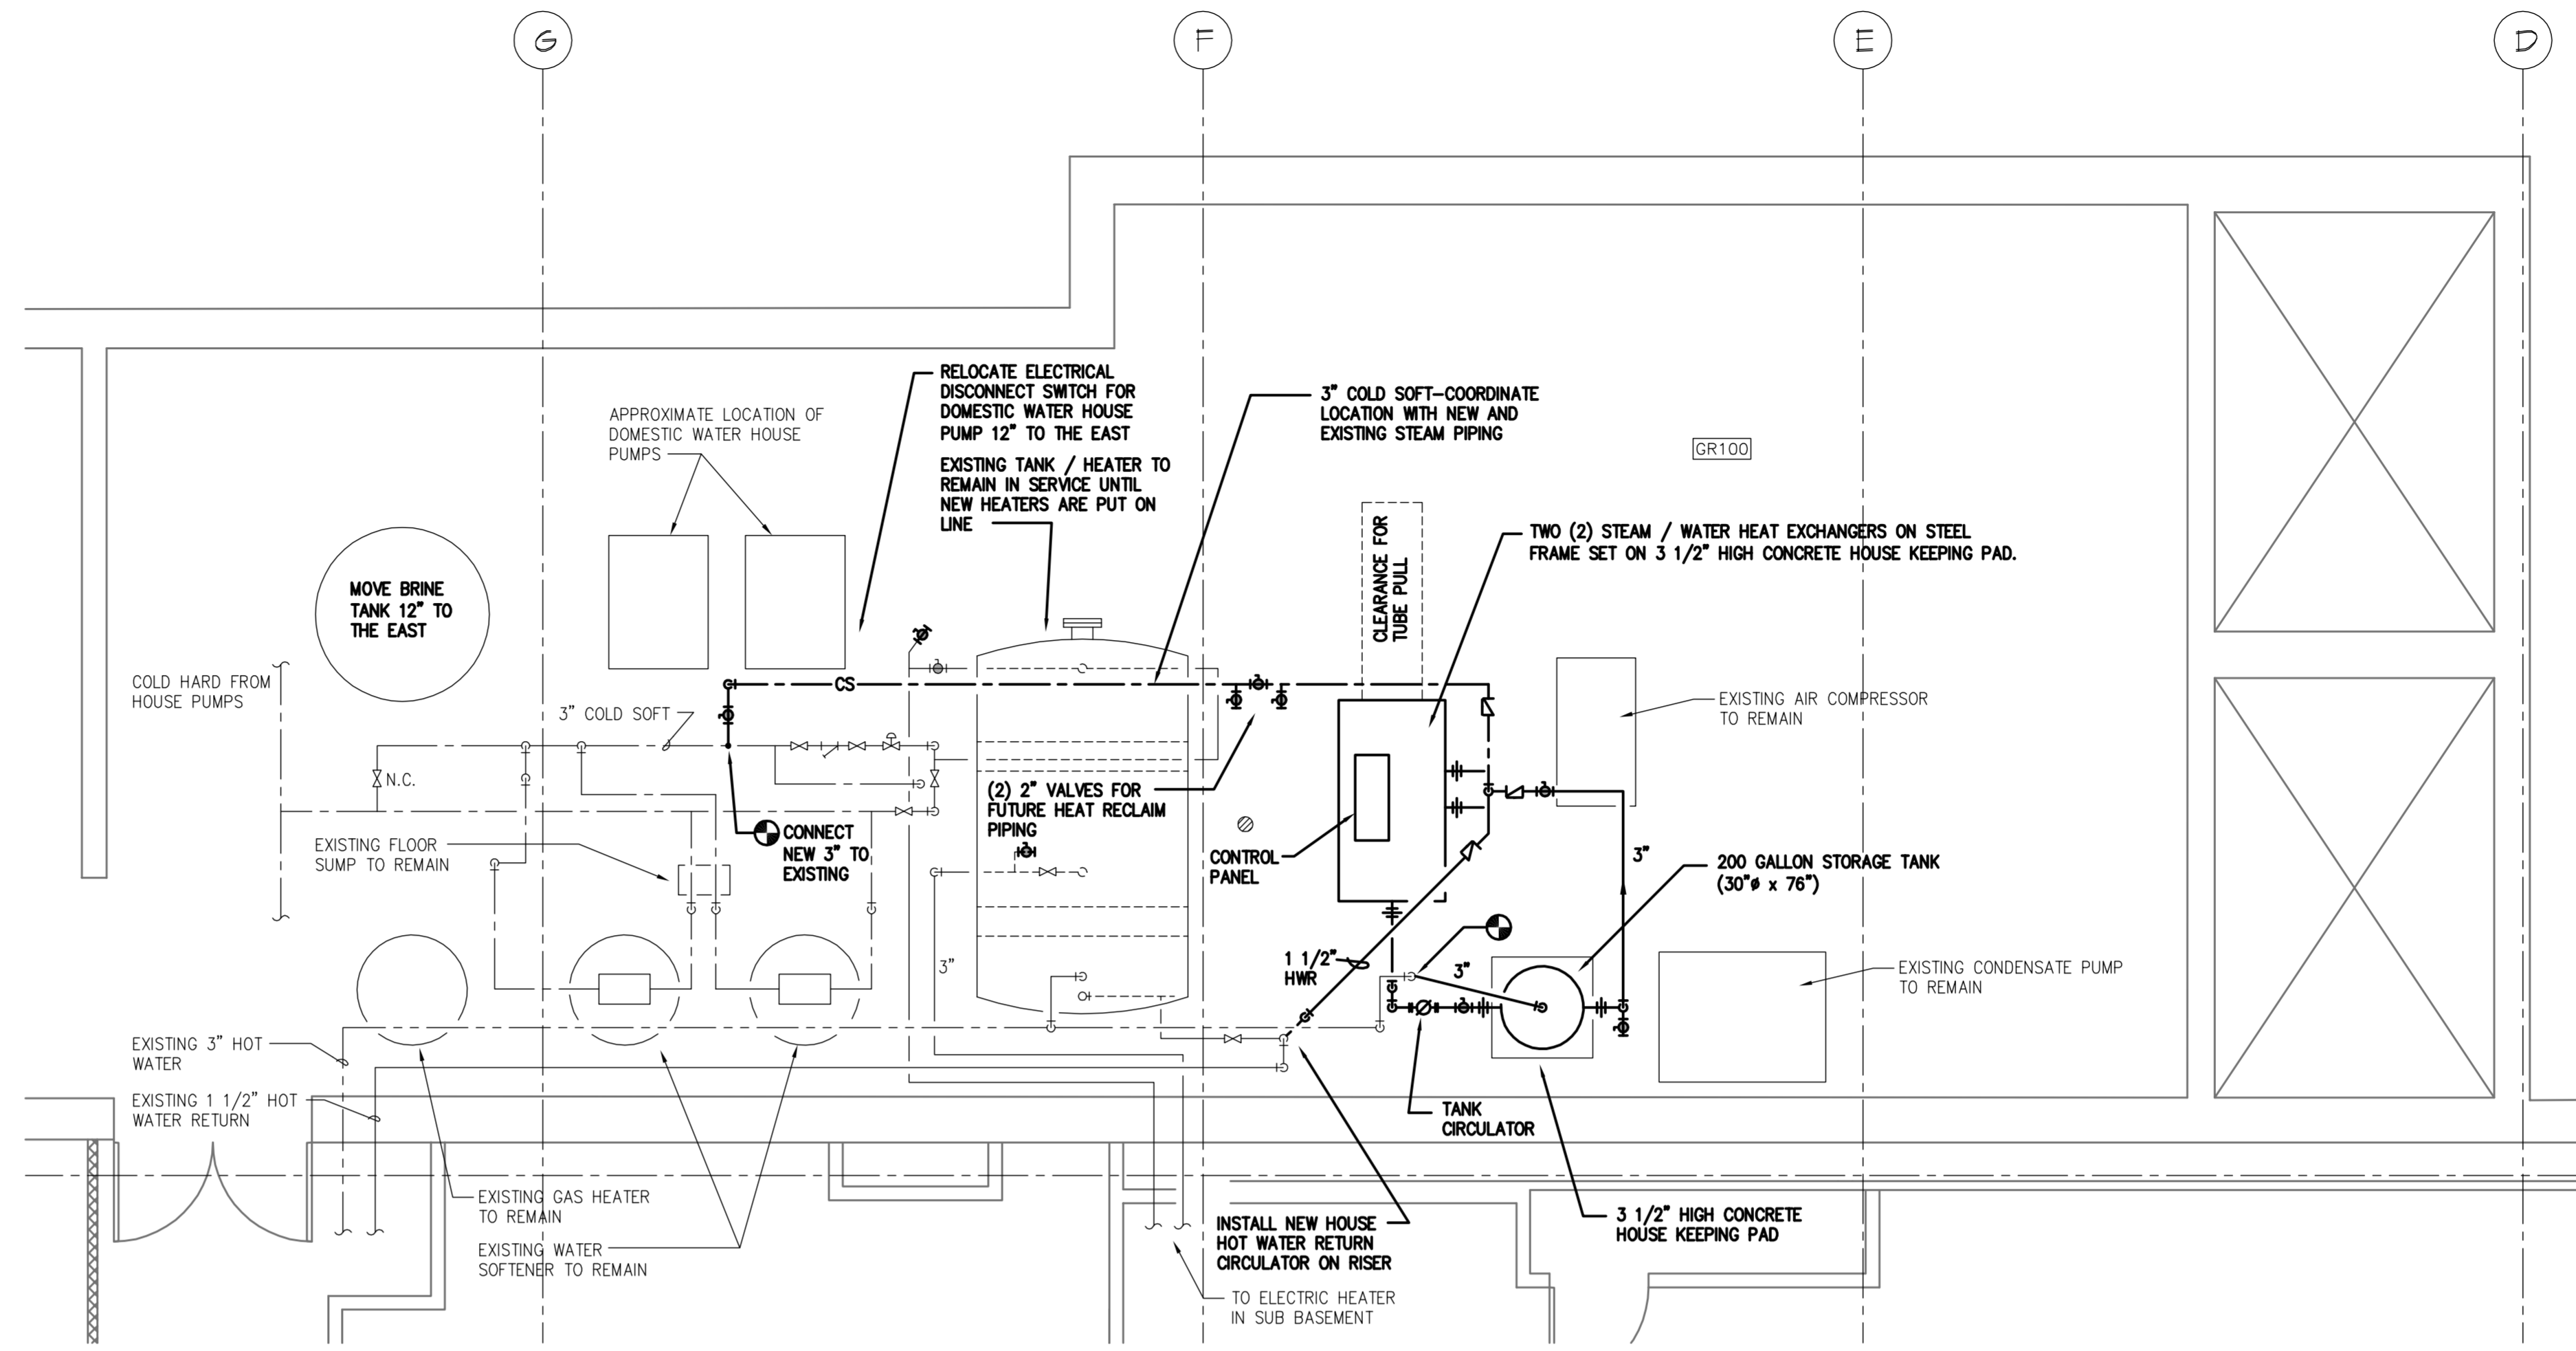 G
F
E
D
RELOCATE ELECTRICAL
DISCONNECT SWITCH FOR
DOMESTIC WATER HOUSE
PUMP 12" TO THE EAST
3" COLD SOFT-COORDINATE
LOCATION WITH NEW AND
EXISTING STEAM PIPING
APPROXIMATE LOCATION OF
DOMESTIC WATER HOUSE
PUMPS
GR100
EXISTING TANK / HEATER TO
REMAIN IN SERVICE UNTIL
NEW HEATERS ARE PUT ON
LINE
CLEARANCE FOR
TUBE PULL
TWO (2) STEAM / WATER HEAT EXCHANGERS ON STEEL
FRAME SET ON 3 1/2" HIGH CONCRETE HOUSE KEEPING PAD.
MOVE BRINE
TANK 12" TO
THE EAST
COLD HARD FROM
HOUSE PUMPS
CS
3" COLD SOFT
EXISTING AIR COMPRESSOR
TO REMAIN
N.C.
(2) 2" VALVES FOR
FUTURE HEAT RECLAIM
PIPING
CONNECT
NEW 3" TO
EXISTING
EXISTING FLOOR
SUMP TO REMAIN
CONTROL
PANEL
3"
200 GALLON STORAGE TANK
(30"ø x 76")
3"
1 1/2"
HWR
3"
EXISTING CONDENSATE PUMP
TO REMAIN
EXISTING 3" HOT
WATER
EXISTING 1 1/2" HOT
WATER RETURN
TANK
CIRCULATOR
EXISTING GAS HEATER
TO REMAIN
EXISTING WATER
SOFTENER TO REMAIN
INSTALL NEW HOUSE
HOT WATER RETURN
CIRCULATOR ON RISER
3 1/2" HIGH CONCRETE
HOUSE KEEPING PAD
TO ELECTRIC HEATER
IN SUB BASEMENT